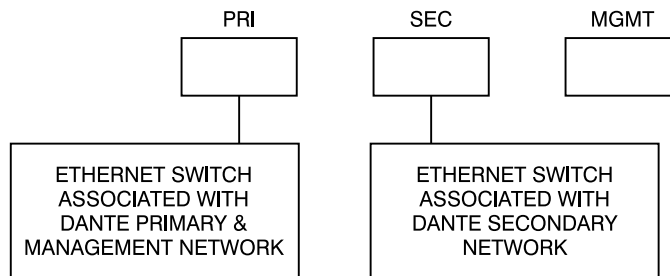 PRI SEC MGMT
ETHERNET SWITCH
ASSOCIATED WITH
DANTE PRIMARY &
MANAGEMENT NETWORK
ETHERNET SWITCH
ASSOCIATED WITH
DANTE SECONDARY
NETWORK